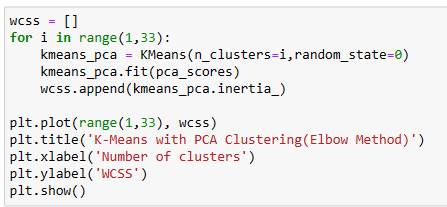 wcss = []
for i in range(1,33):
    kmeans_pca = KMeans(n_clusters=i,random_state=0)
    kmeans_pca.fit(pca_scores)
    wcss.append(kmeans_pca.inertia_)

plt.plot(range(1,33), wcss)
plt.title('K-Means with PCA Clustering(Elbow Method)')
plt.xlabel('Number of clusters')
plt.ylabel('WCSS')
plt.show()